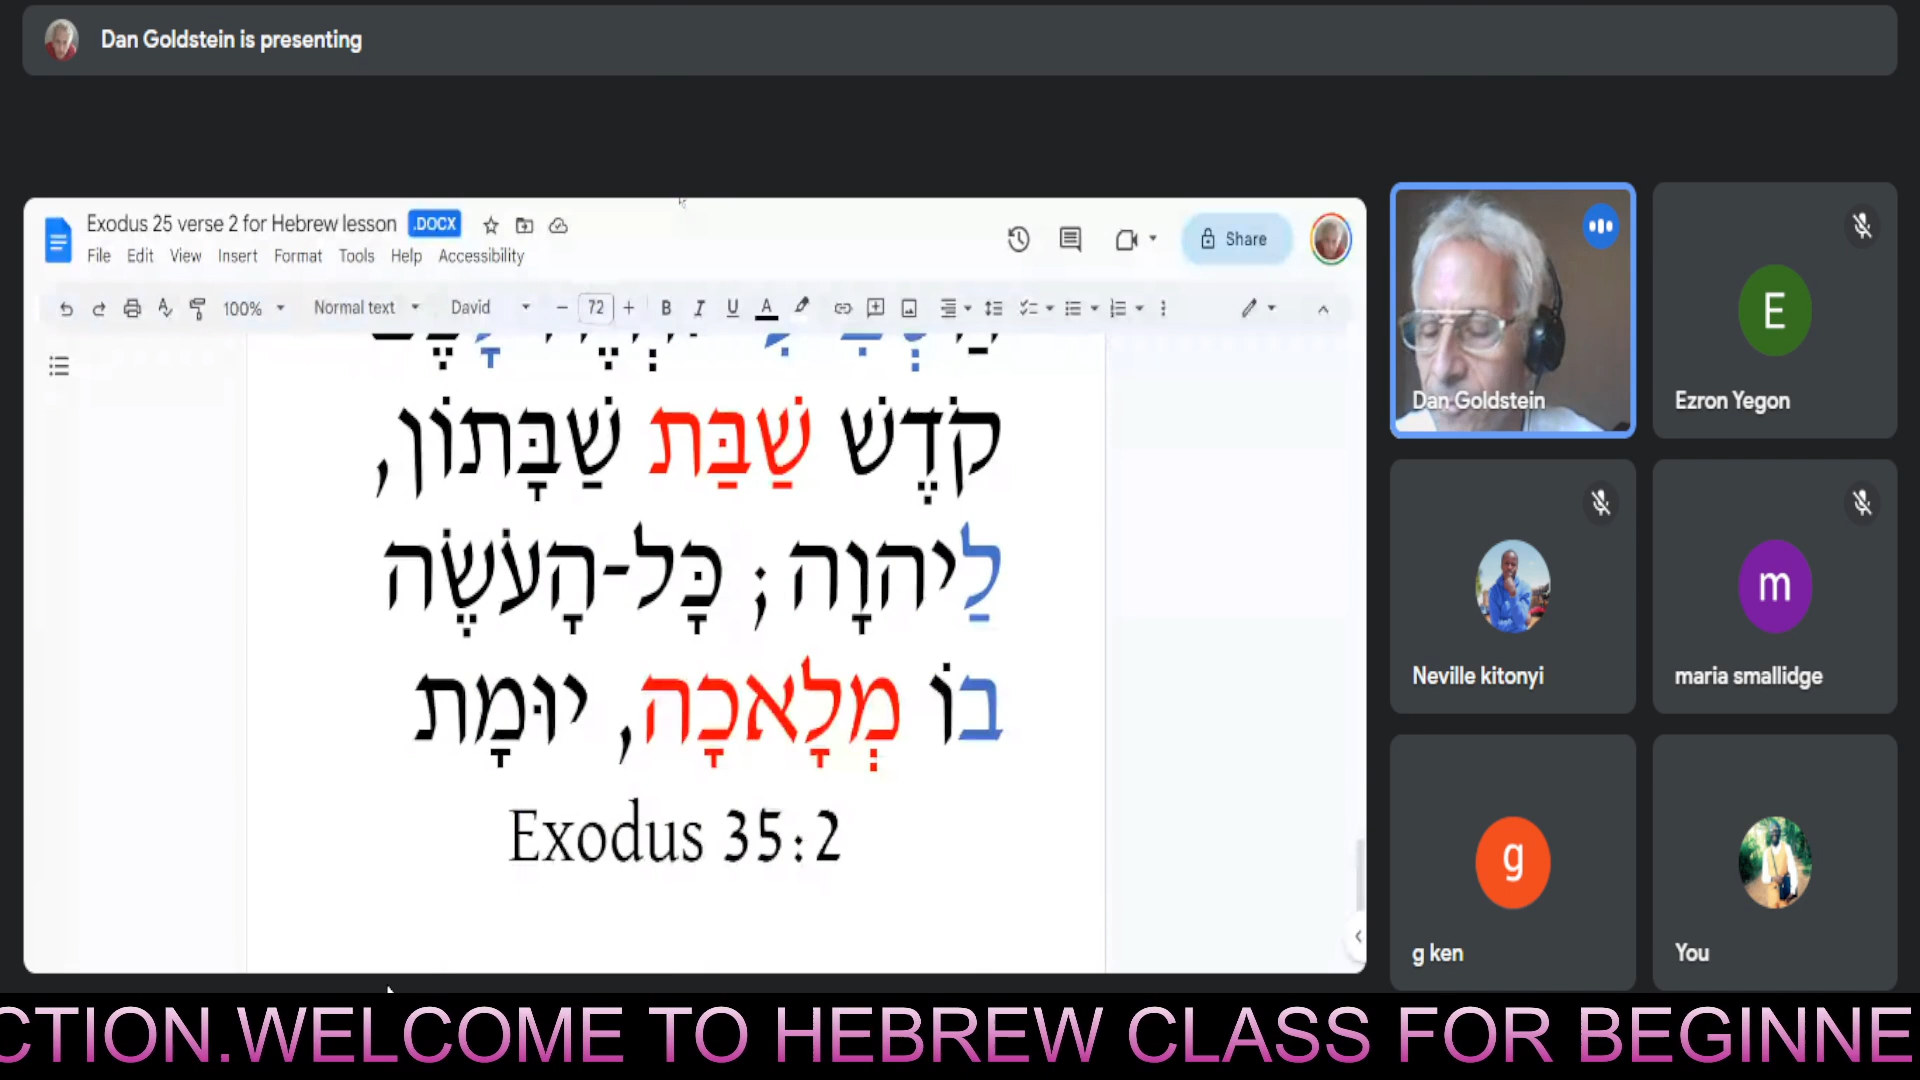 Dan Goldstein is presenting
Exodus 25 verse 2 for Hebrew lesson .DOCX
File Edit View Insert Format Tools Help Accessibility
Share
100% Normal text David 72 B I U A
קֹדֶשׁ שַׁבַּת שַׁבָּתוֹן,
לַיהוָה; כָּל-הָעֹשֶׂה
בוֹ מְלָאכָה, יוּמָת
Exodus 35:2
Dan Goldstein
E
Ezron Yegon
Neville kitonyi
m
maria smallidge
g
g ken
You
CTION.WELCOME TO HEBREW CLASS FOR BEGINNE